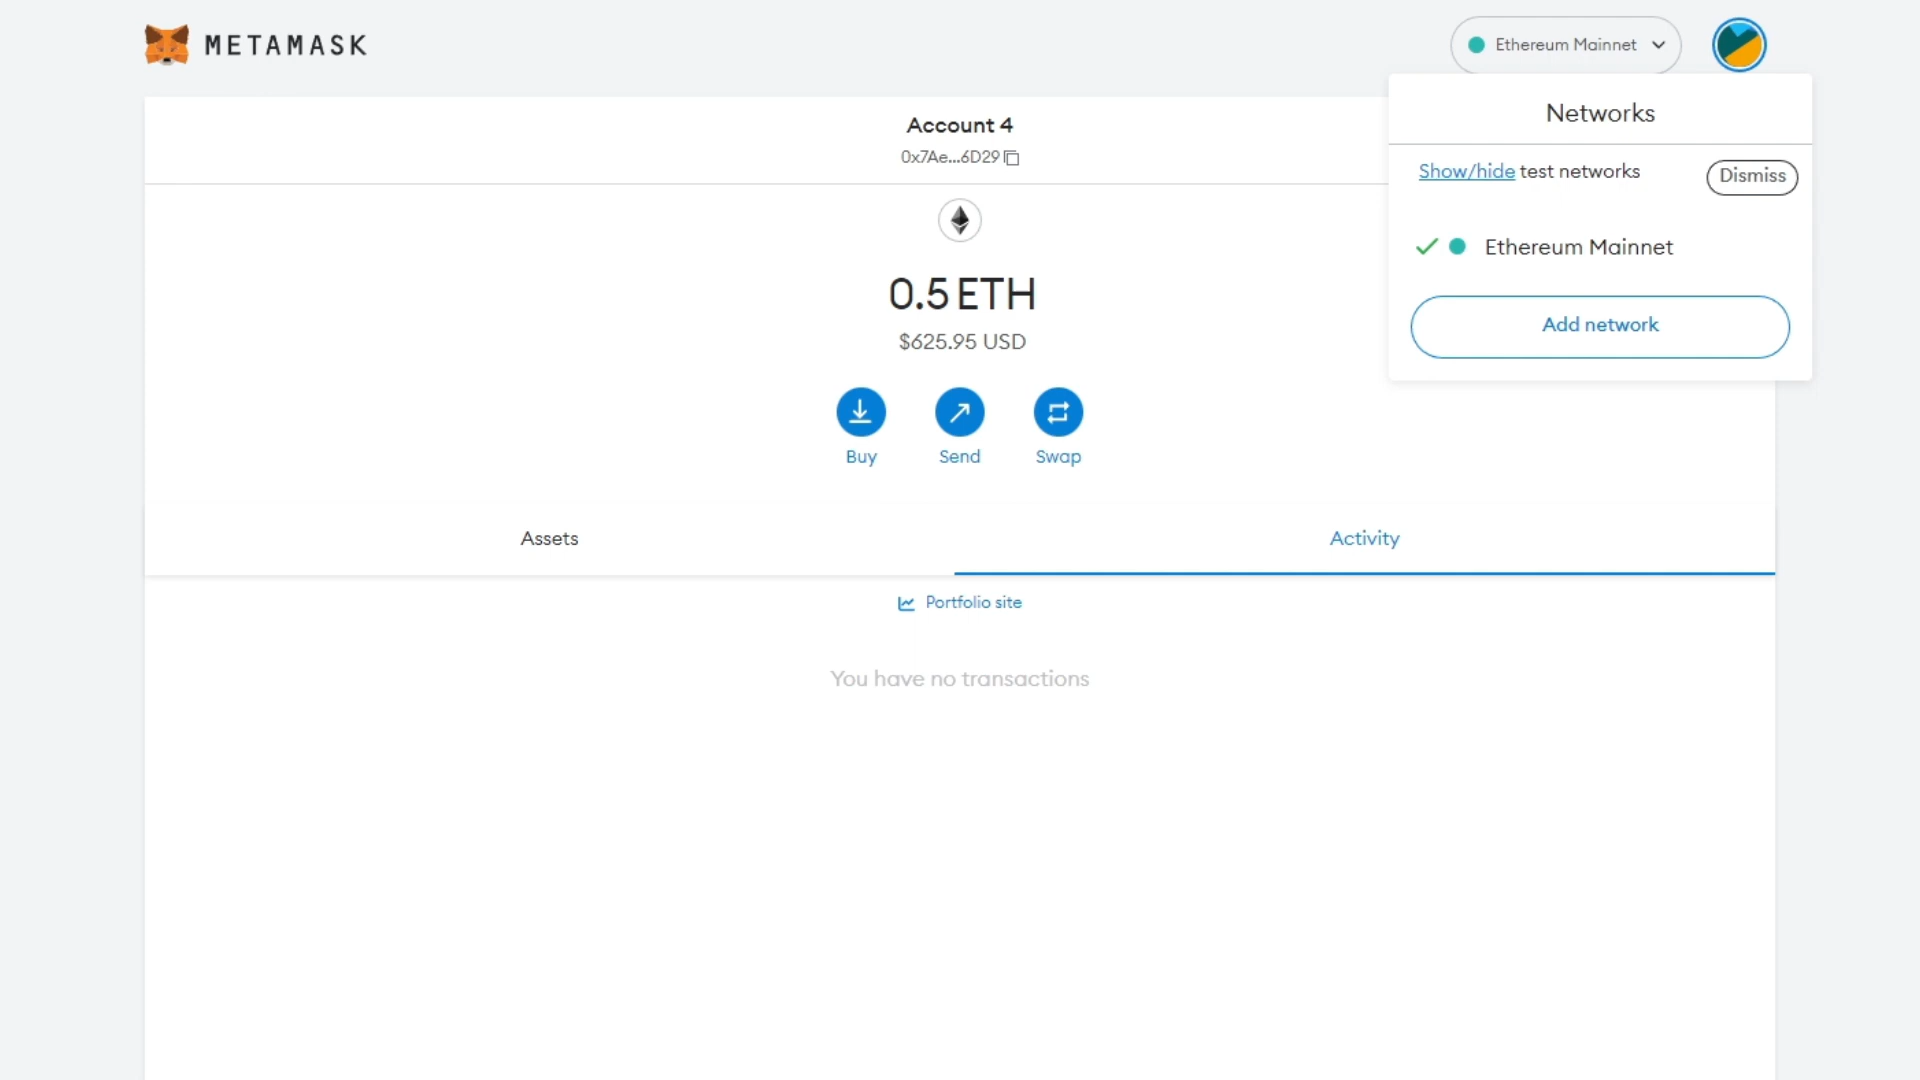 METAMASK
Ethereum Mainnet
Account 4
0x7Ae...6D29
Networks
Show/hide test networks
Dismiss
Ethereum Mainnet
Add network
0.5 ETH
$625.95 USD
Buy
Send
Swap
Assets
Activity
Portfolio site
You have no transactions